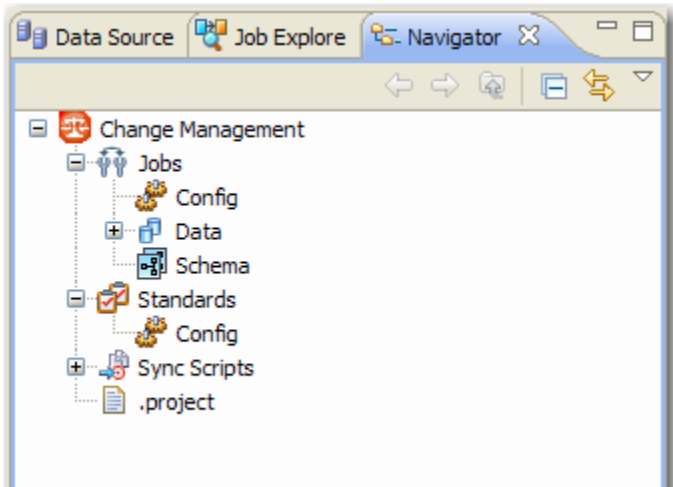 Data Source Job Explore Navigator
Change Management
Jobs
Config
Data
Schema
Standards
Config
Sync Scripts
.project